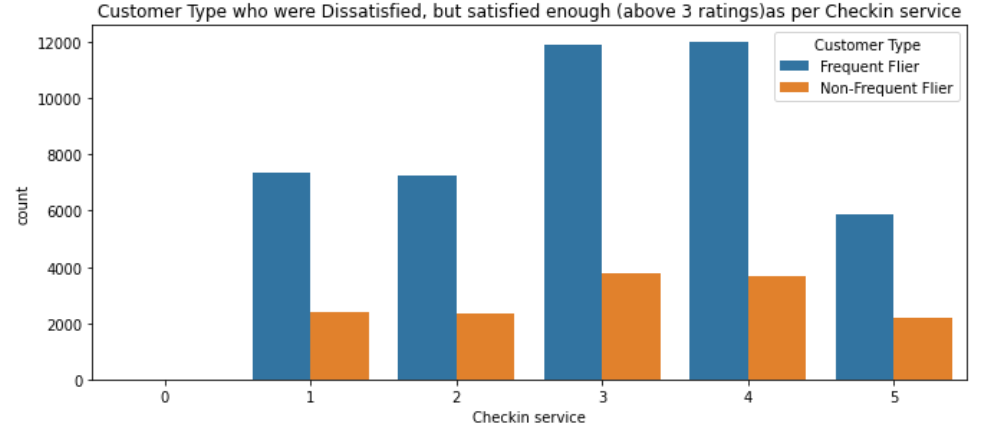 Customer Type who were Dissatisfied, but satisfied enough (above 3 ratings)as per Checkin service
Customer Type
Frequent Flier
Non-Frequent Flier
12000
10000
8000
6000
4000
2000
0
count
0 1 2 3 4 5
Checkin service